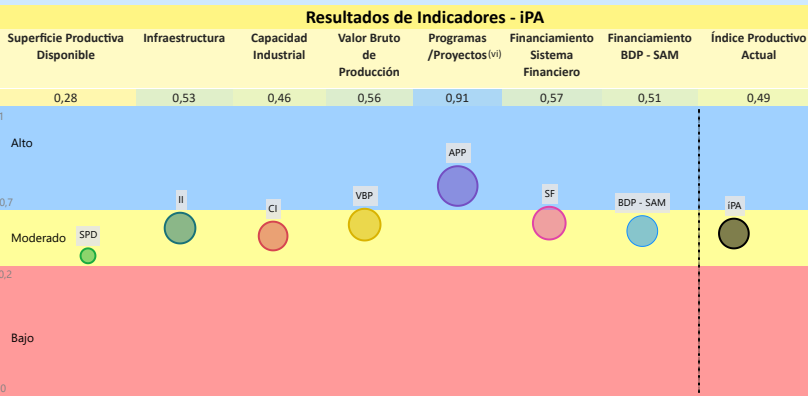 Resultados de Indicadores - iPA
Superficie Productiva
Disponible
Infraestructura
Capacidad
Industrial
Valor Bruto
de
Producción
Programas
/Proyectos(vi)
Financiamiento
Sistema
Financiero
Financiamiento
BDP - SAM
Índice Productivo
Actual
0,28 0,53 0,46 0,56 0,91 0,57 0,51 0,49
1
Alto
APP
0,7
II
CI
VBP
SF
BDP - SAM
iPA
Moderado
SPD
0,2
Bajo
0